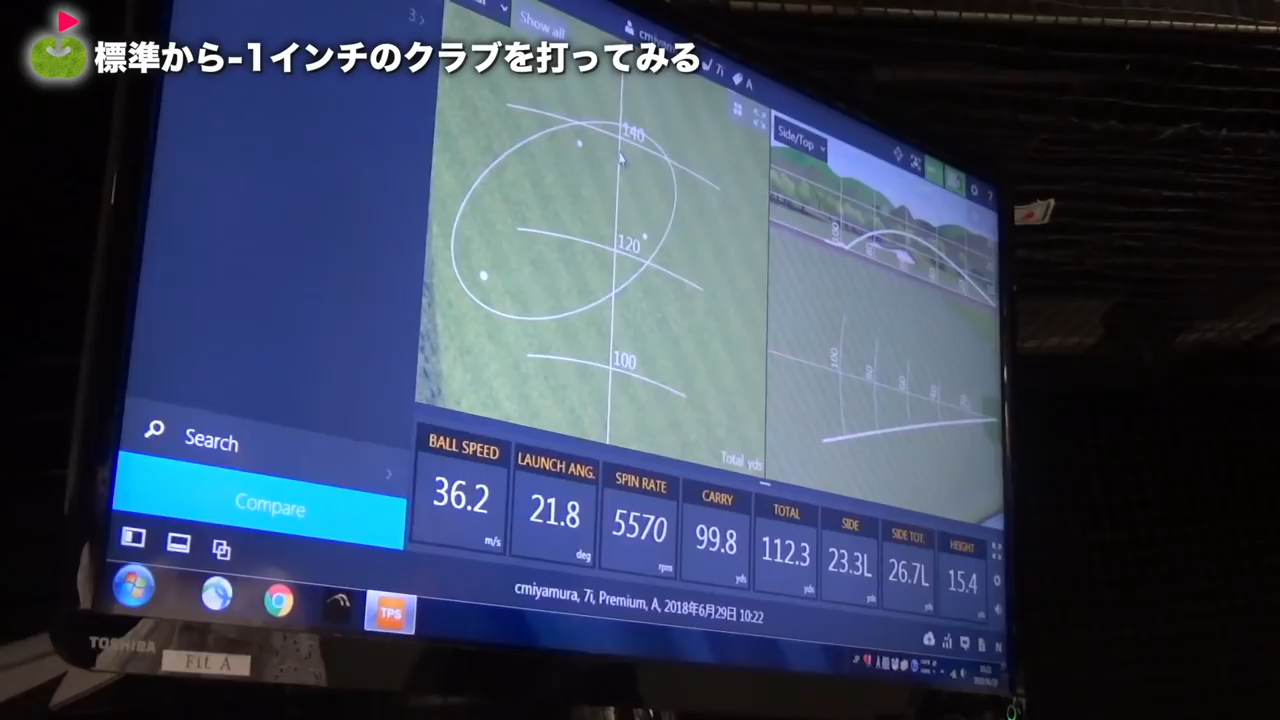 標準から-1インチのクラブを打ってみる
3
Show all
7i
A
140
120
100
Total yds
Side/Top
100
100
Search
Compare
BALL SPEED
36.2
m/s
LAUNCH ANG.
21.8
deg
SPIN RATE
5570
rpm
CARRY
99.8
yds
TOTAL
112.3
yds
SIDE
23.3L
yds
SIDE TOT.
26.7L
HEIGHT
15.4
cmiyamura, 7i, Premium, A, 2018年6月29日 10:22
TPS
TOSHIBA
Fit A